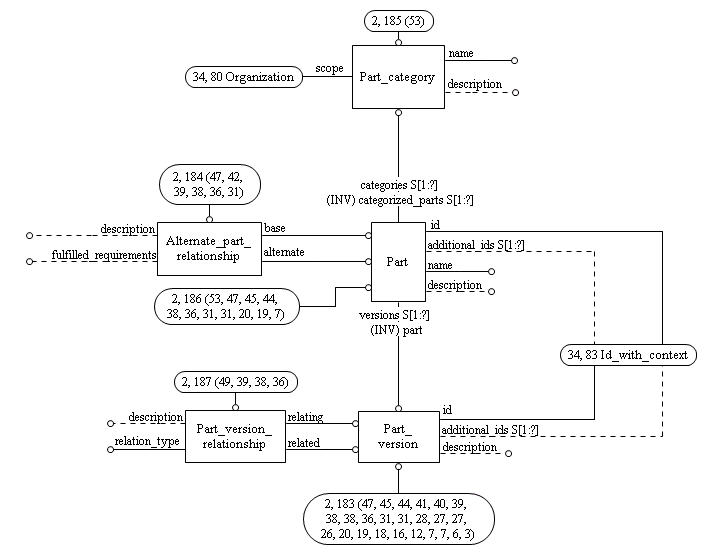 2, 185 (53)
name
34, 80 Organization
scope
Part_category
description
categories S[1:?]
(INV) categorized_parts S[1:?]
2, 184 (47, 42,
39, 38, 36, 31)
description
fulfilled_requirements
Alternate_part_
relationship
base
alternate
Part
id
additional_ids S[1:?]
name
description
2, 186 (53, 47, 45, 44,
38, 36, 31, 31, 20, 19, 7)
versions S[1:?]
(INV) part
34, 83 Id_with_context
2, 187 (49, 39, 38, 36)
description
relation_type
Part_version_
relationship
relating
related
Part_
version
id
additional_ids S[1:?]
description
2, 183 (47, 45, 44, 41, 40, 39,
38, 38, 36, 31, 31, 28, 27, 27,
26, 20, 19, 18, 16, 12, 7, 7, 6, 3)